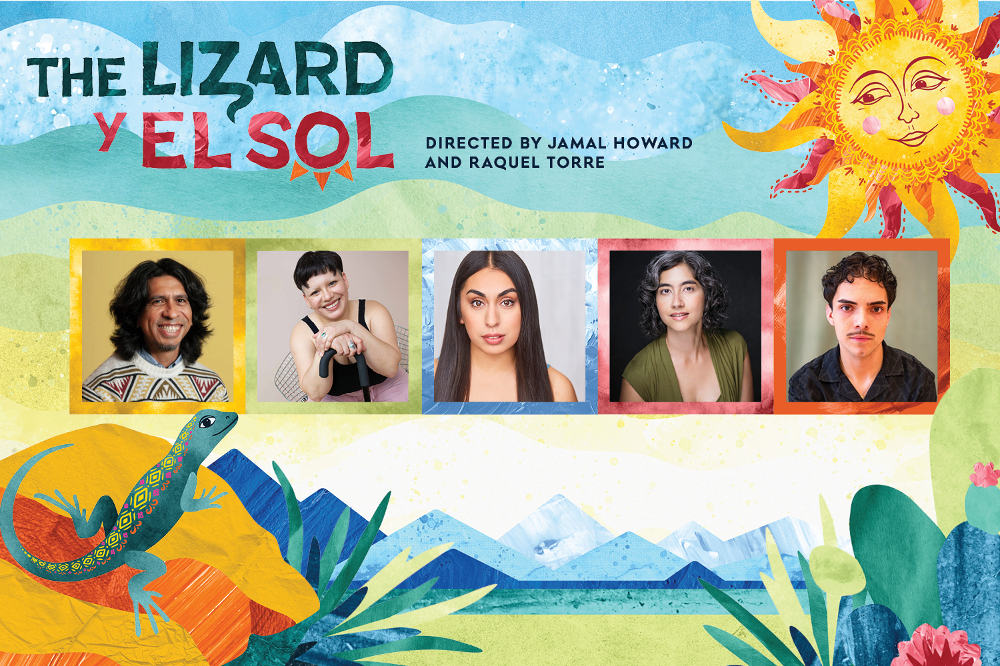 THE LIZARD
Y EL SOL
DIRECTED BY JAMAL HOWARD
AND RAQUEL TORRE